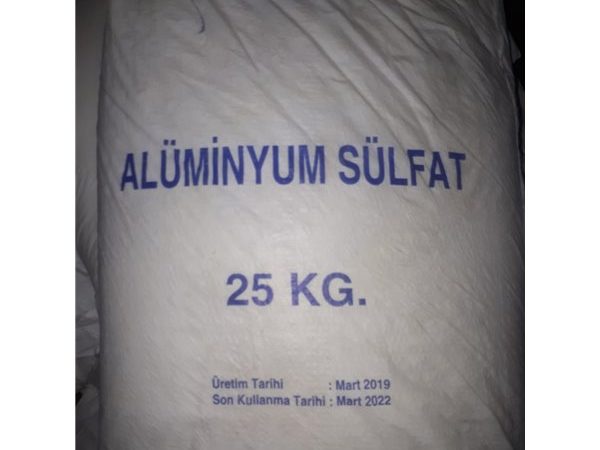 ALÜMİNYUM SÜLFAT
25 KG.
Üretim Tarihi : Mart 2019
Son Kullanma Tarihi : Mart 2022